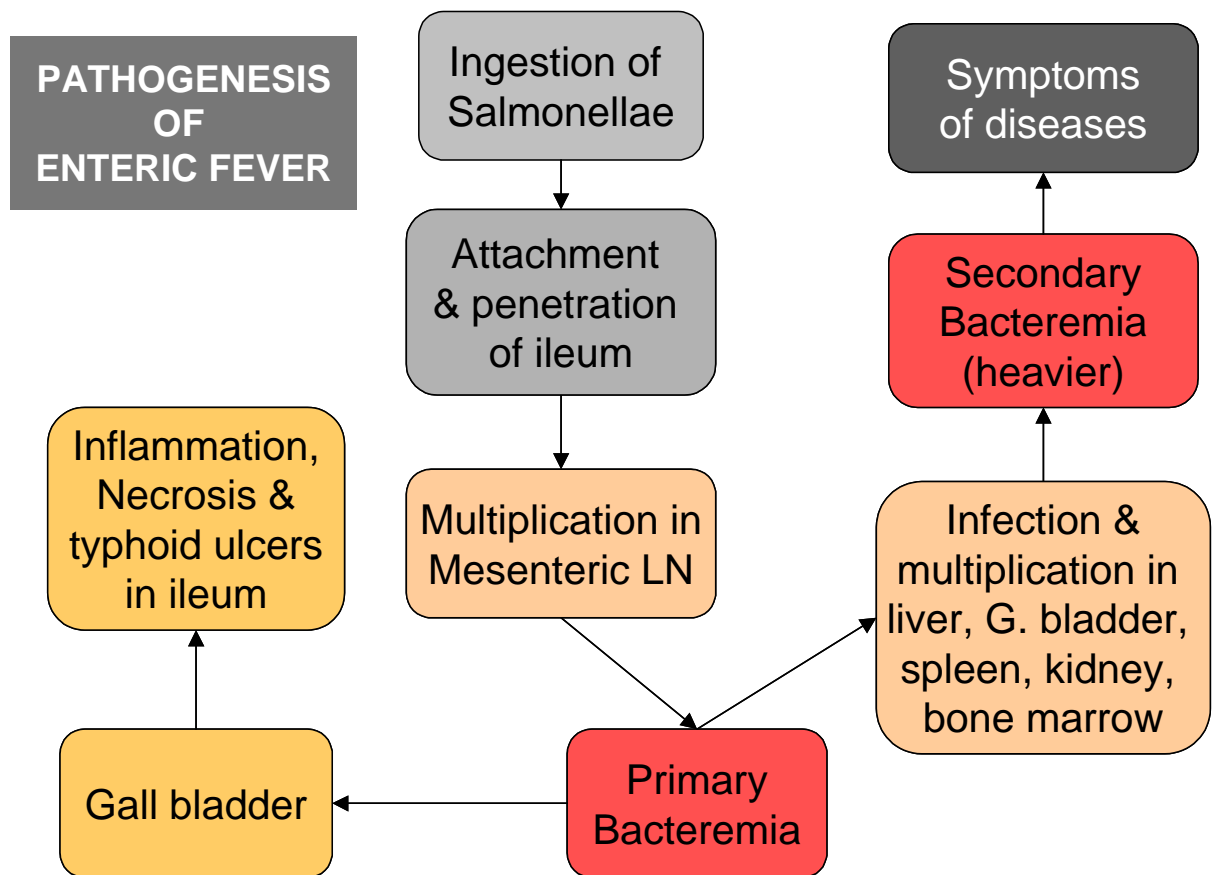 PATHOGENESIS
OF
ENTERIC FEVER
Ingestion of
Salmonellae
Attachment
& penetration
of ileum
Multiplication in
Mesenteric LN
Primary
Bacteremia
Gall bladder
Inflammation,
Necrosis &
typhoid ulcers
in ileum
Infection &
multiplication in
liver, G. bladder,
spleen, kidney,
bone marrow
Secondary
Bacteremia
(heavier)
Symptoms
of diseases